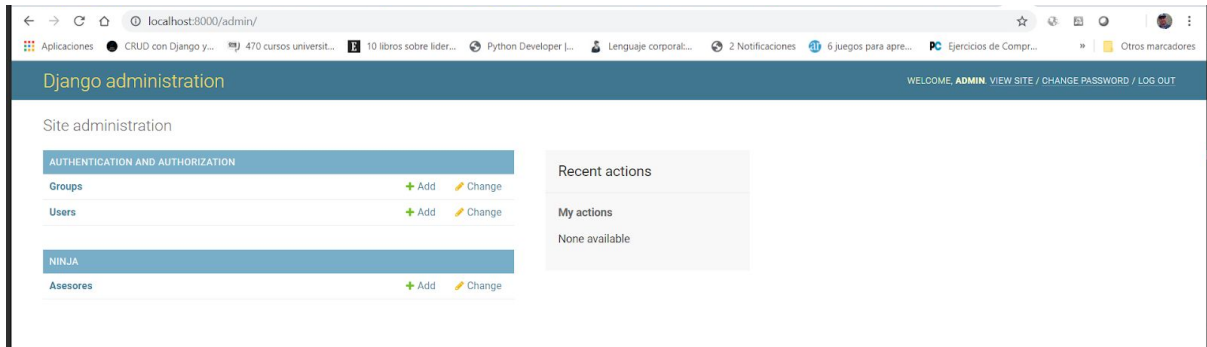 localhost:8000/admin/
Aplicaciones CRUD con Django y... 470 cursos universit... 10 libros sobre lider... Python Developer |... Lenguaje corporal:... 2 Notificaciones 6 juegos para apre... PC Ejercicios de Compr... » Otros marcadores
Django administration
WELCOME, ADMIN. VIEW SITE / CHANGE PASSWORD / LOG OUT
Site administration
AUTHENTICATION AND AUTHORIZATION
Groups + Add Change
Users + Add Change
NINJA
Asesores + Add Change
Recent actions
My actions
None available